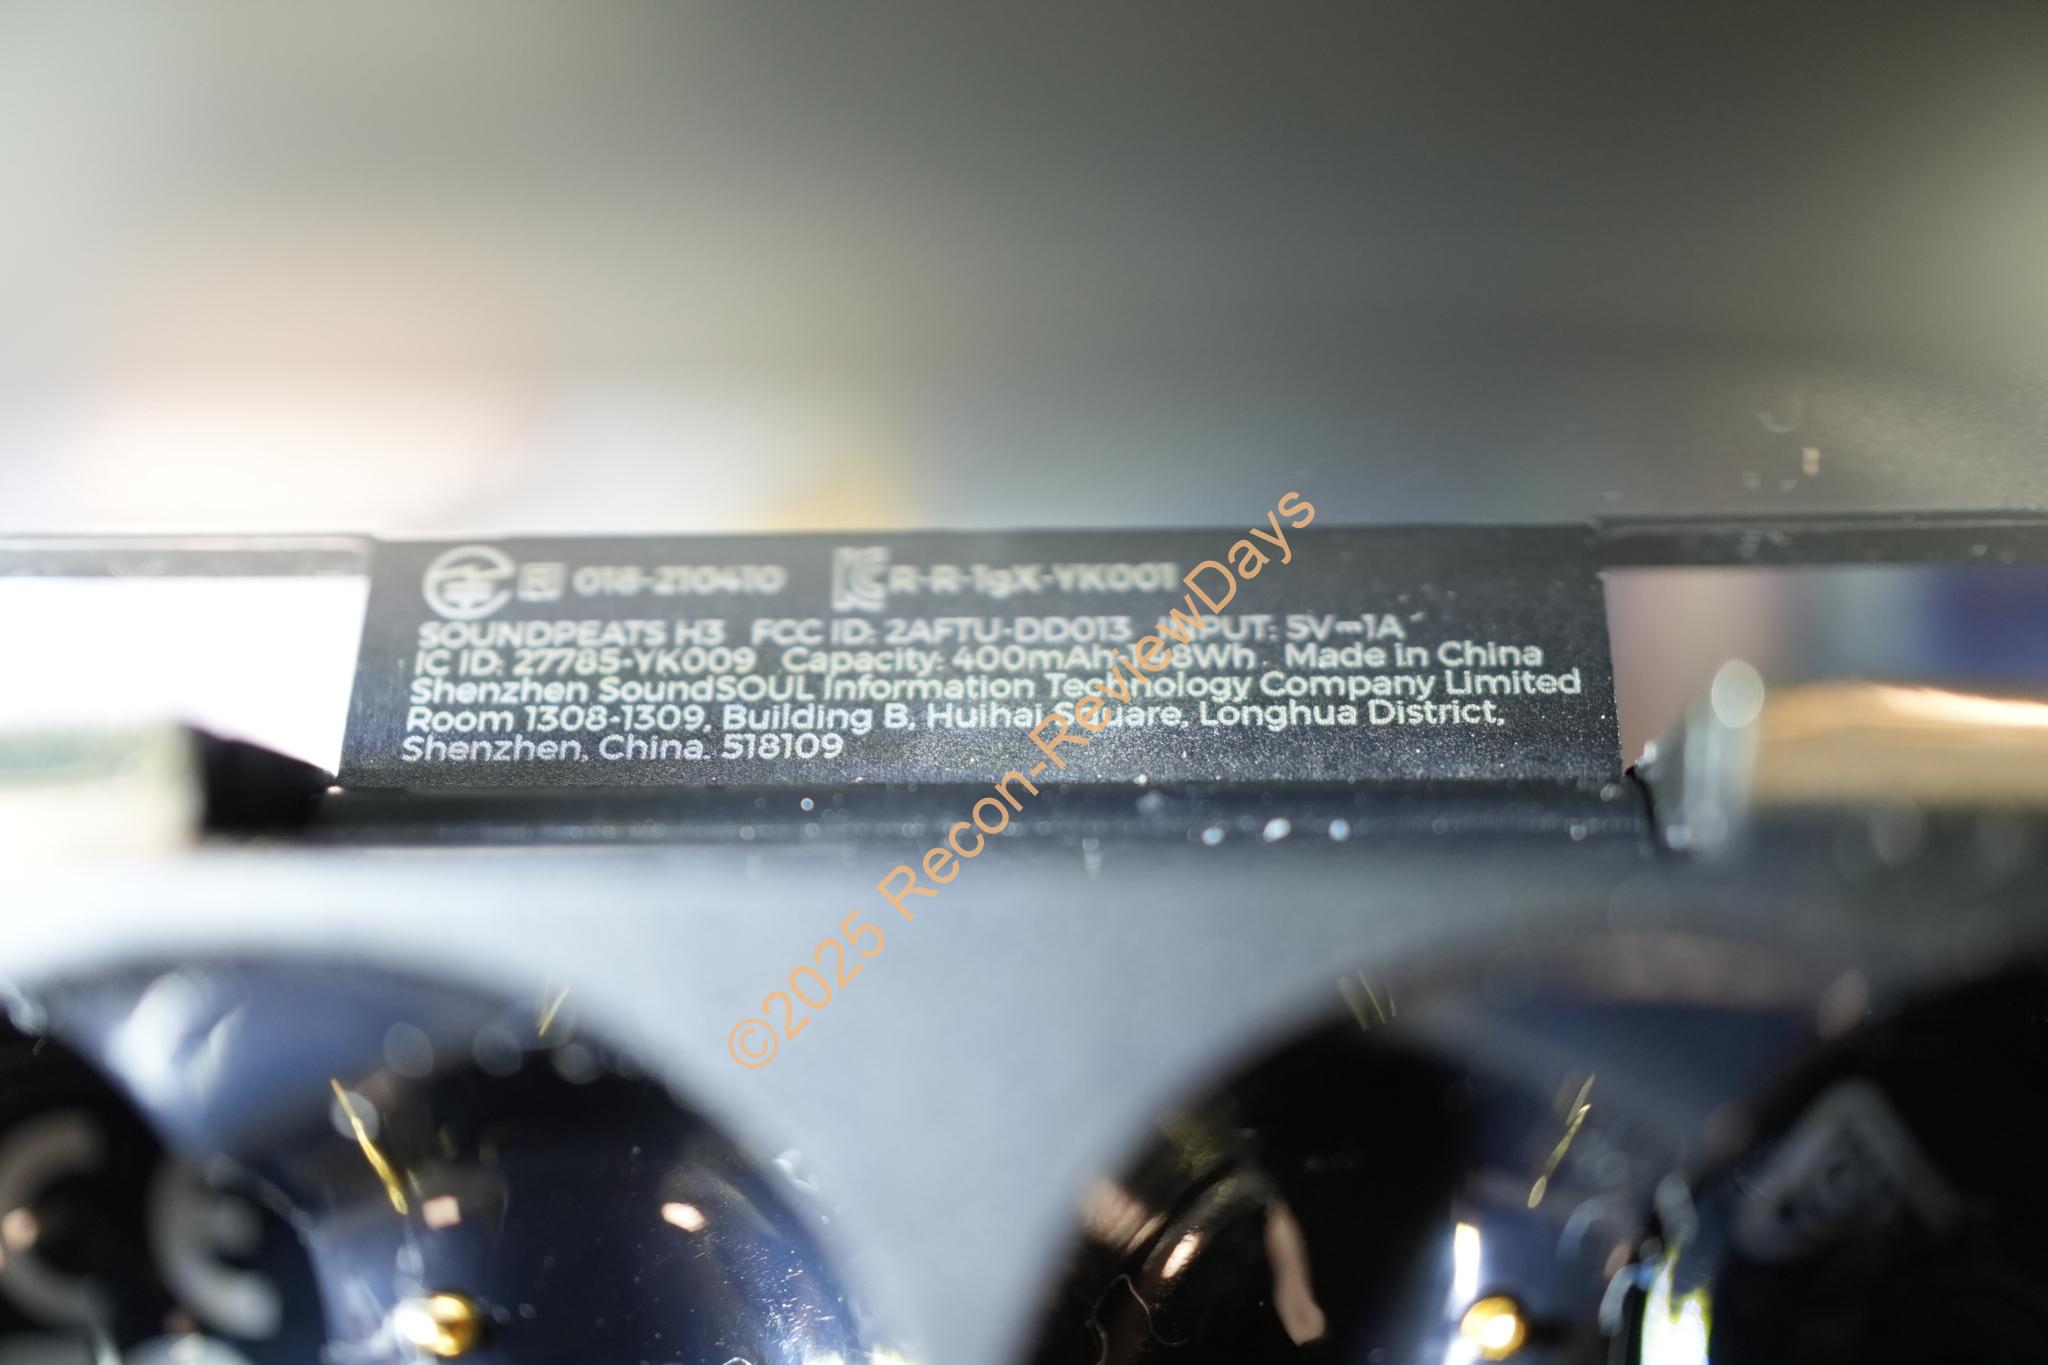 R 018-210410 R-R-1gX-YK001
SOUNDPEATS H3 FCC ID: 2AFTU-DD013 INPUT: 5V⎓1A
IC ID: 27785-YK009 Capacity: 400mAh Made in China
Shenzhen SoundSOUL Information Technology Company Limited
Room 1308-1309, Building B, Huihai Square, Longhua District,
Shenzhen, China. 518109
©2025 Recon-ReviewDays
CE